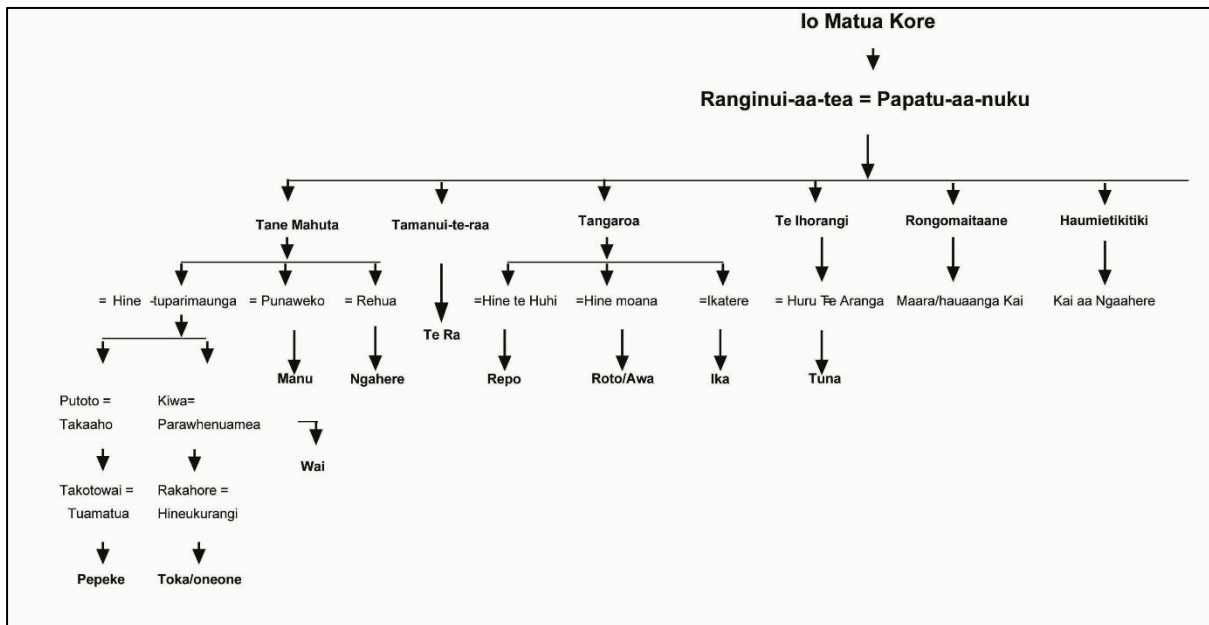 Io Matua Kore
Ranginui-aa-tea = Papatu-aa-nuku
Tane Mahuta Tamanui-te-raa Tangaroa Te Ihorangi Rongomaitaane Haumietikitiki
= Hine -tuparimaunga = Punaweko = Rehua =Hine te Huhi =Hine moana =Ikatere = Huru Te Aranga Maara/hauaanga Kai Kai aa Ngaahere
Te Ra
Manu Ngahere Repo Roto/Awa Ika Tuna
Putoto = Kiwa=
Takaaho Parawhenuamea
Wai
Takotowai = Rakahore =
Tuamatua Hineukurangi
Pepeke Toka/oneone